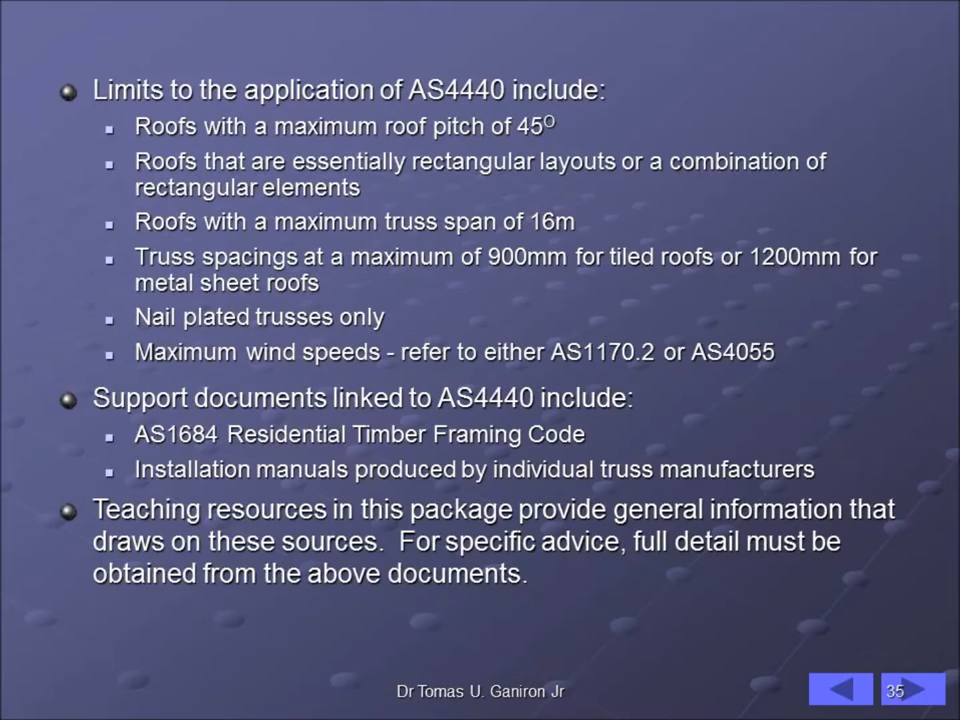 Limits to the application of AS4440 include:
Roofs with a maximum roof pitch of 45O
Roofs that are essentially rectangular layouts or a combination of
rectangular elements
Roofs with a maximum truss span of 16m
Truss spacings at a maximum of 900mm for tiled roofs or 1200mm for
metal sheet roofs
Nail plated trusses only
Maximum wind speeds - refer to either AS1170.2 or AS4055
Support documents linked to AS4440 include:
AS1684 Residential Timber Framing Code
Installation manuals produced by individual truss manufacturers
Teaching resources in this package provide general information that
draws on these sources.  For specific advice, full detail must be
obtained from the above documents.
Dr Tomas U. Ganiron Jr
35